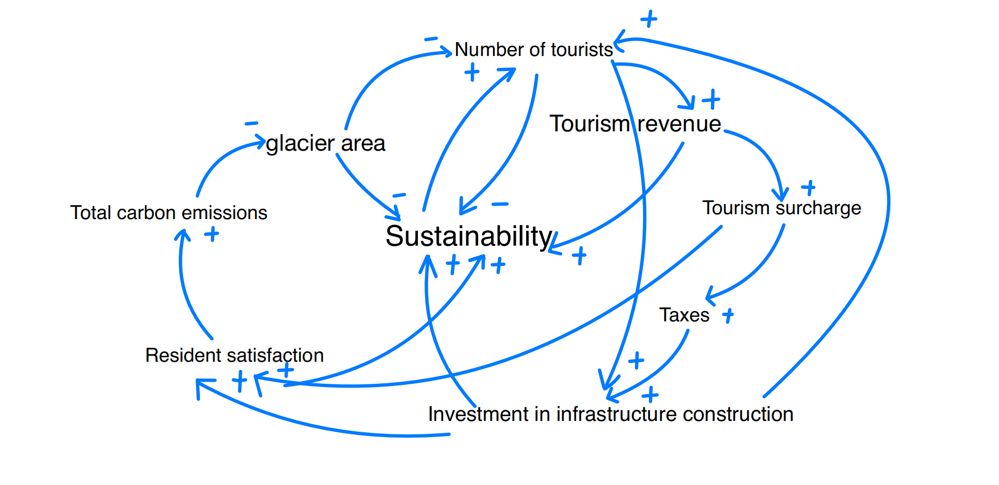 +
−
Number of tourists
+
+
Tourism revenue
−
glacier area
+
−
Tourism surcharge
−
Total carbon emissions
+
Sustainability
+
+
+
Taxes +
Resident satisfaction
+
+
+
+
Investment in infrastructure construction